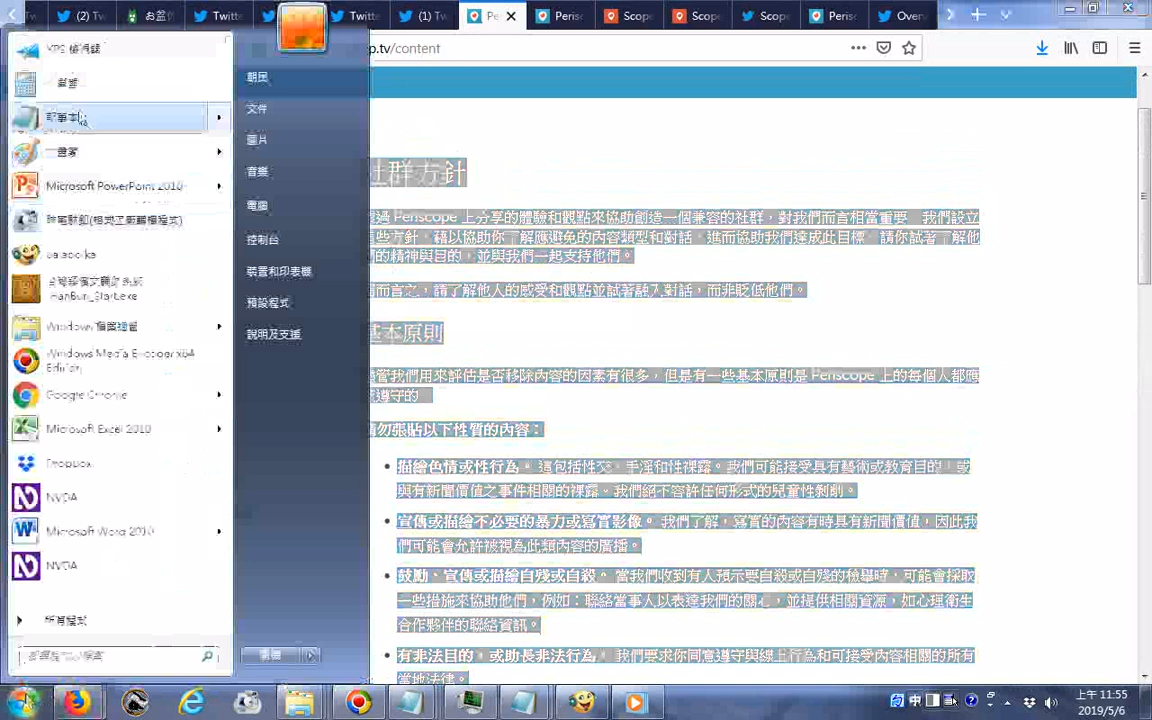 (2) Tw
お盆
Twitte
Twitte
(1) Tw
Pe
Peris
Scope
Scop
Scope
Peris
Over
p.tv/content
XPS 檢視器
記事本
小畫家
Microsoft PowerPoint 2010
Windows Media Encoder x64
Edition
Google Chrome
Microsoft Excel 2010
Dropbox
NVDA
Microsoft Word 2010
NVDA
所有程式
文件
圖片
音樂
電腦
控制台
裝置和印表機
預設程式
說明及支援
社群方針
過 Periscope 上分享的體驗和觀點來協助創造一個兼容的社群,對我們而言相當重要 我們設立
些方針,藉以協助你了解應避免的內容類型和對話,進而協助我們達成此目標 請你試著了解他
們的精神與目的,並與我們一起支持他們。
而言之,請了解他人的感受和觀點並試著融入對話,而非貶低他們。
基本原則
管我們用來評估是否移除內容的因素有很多,但是有一些基本原則是 Periscope 上的每個人都應
遵守的
勿張貼以下性質的內容:
• 描繪色情或性行為。 這包括性交、手淫和性裸露。我們可能接受具有藝術或教育目的,或
與有新聞價值之事件相關的裸露。我們絕不容許任何形式的兒童性剝削。
• 宣傳或描繪不必要的暴力或寫實影像。 我們了解,寫實的內容有時具有新聞價值,因此我
們可能會允許被視為此類內容的廣播。
• 鼓勵、宣傳或描繪自殘或自殺。 當我們收到有人預示要自殺或自殘的檢舉時,可能會採取
一些措施來協助他們,例如:聯絡當事人以表達我們的關心,並提供相關資源,如心理衛生
合作夥伴的聯絡資訊。
• 有非法目的,或助長非法行為。 我們要求你同意遵守與線上行為和可接受內容相關的所有
當地法律。
中
上午 11:55
2019/5/6